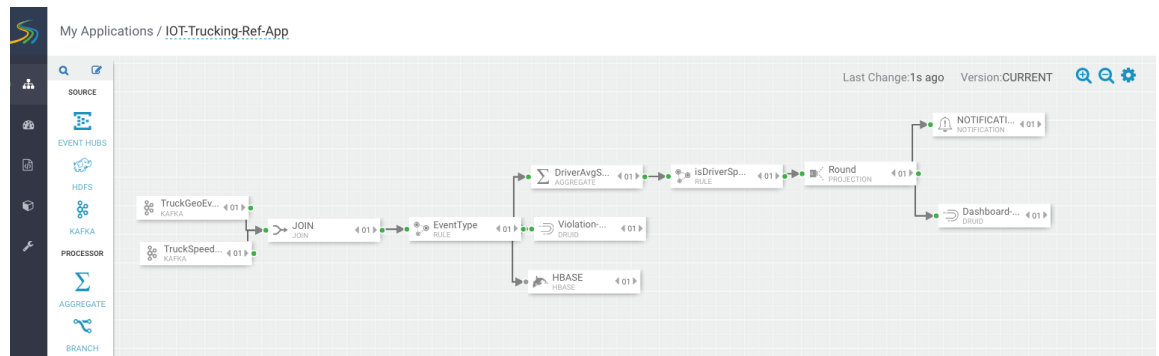 My Applications / IOT-Trucking-Ref-App
Last Change:1s ago Version:CURRENT
SOURCE
EVENT HUBS
HDFS
KAFKA
PROCESSOR
AGGREGATE
BRANCH
TruckGeoEv... 01
KAFKA
TruckSpeed... 01
KAFKA
JOIN 01
JOIN
EventType 01
RULE
DriverAvgS... 01
AGGREGATE
Violation-... 01
DRUID
HBASE 01
HBASE
isDriverSp... 01
RULE
Round 01
PROJECTION
NOTIFICATI... 01
NOTIFICATION
Dashboard-... 01
DRUID